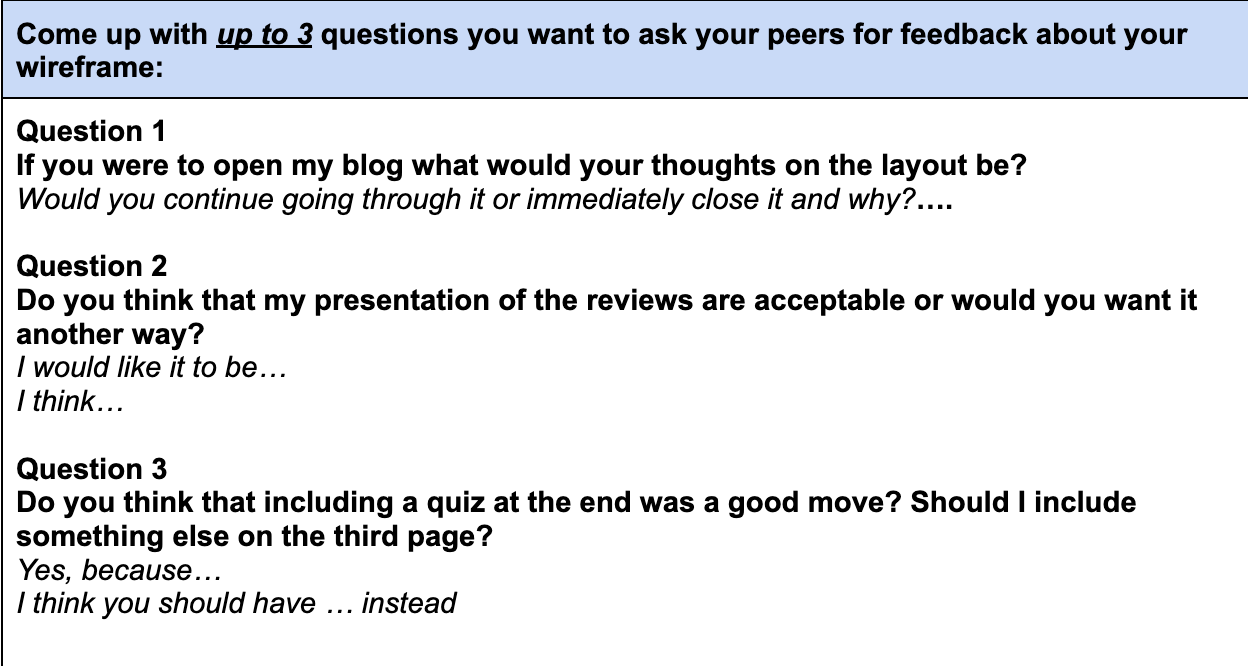 Come up with up to 3 questions you want to ask your peers for feedback about your
wireframe:
Question 1
If you were to open my blog what would your thoughts on the layout be?
Would you continue going through it or immediately close it and why?....
Question 2
Do you think that my presentation of the reviews are acceptable or would you want it
another way?
I would like it to be…
I think…
Question 3
Do you think that including a quiz at the end was a good move? Should I include
something else on the third page?
Yes, because…
I think you should have … instead